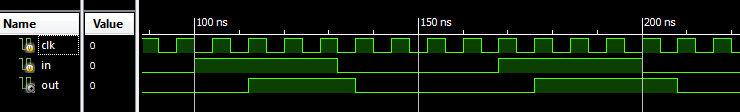 Name Value 100 ns 150 ns 200 ns
clk 0
in 0
out 0